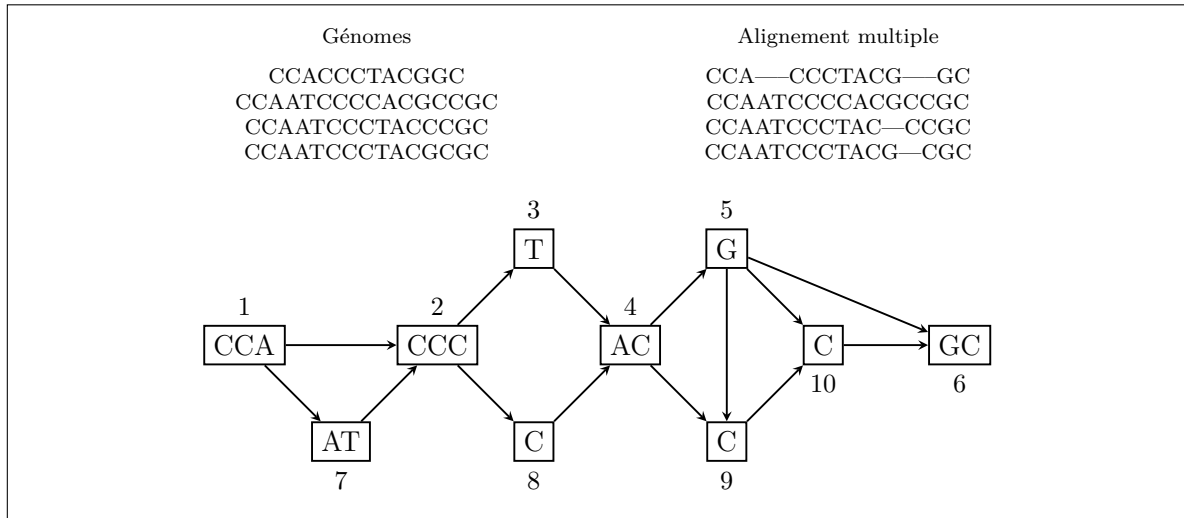 Génomes
CCACCCTACGGC
CCAATCCCCACGCCGC
CCAATCCCTACCCGC
CCAATCCCTACGCGC
Alignement multiple
CCA——CCCTACG——GC
CCAATCCCCACGCCGC
CCAATCCCTAC—CCGC
CCAATCCCTACG—CGC
3
T
5
G
1
CCA
2
CCC
4
AC
C
10
GC
6
AT
7
C
8
C
9